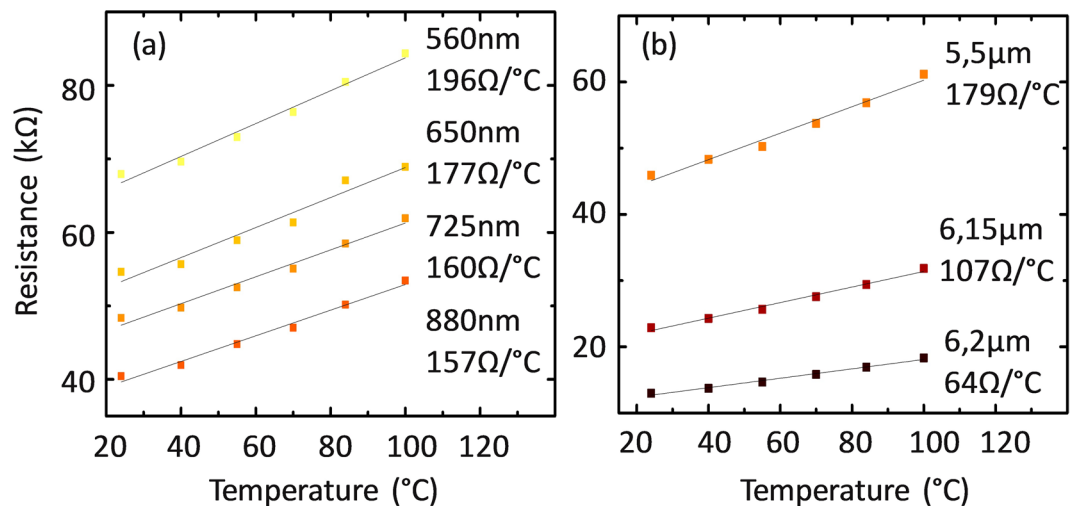 (a)
560nm
196Ω/°C
650nm
177Ω/°C
725nm
160Ω/°C
880nm
157Ω/°C
80
60
40
Resistance (kΩ)
20 40 60 80 100 120
Temperature (°C)
(b)
5,5μm
179Ω/°C
6,15μm
107Ω/°C
6,2μm
64Ω/°C
60
40
20
20 40 60 80 100 120
Temperature (°C)